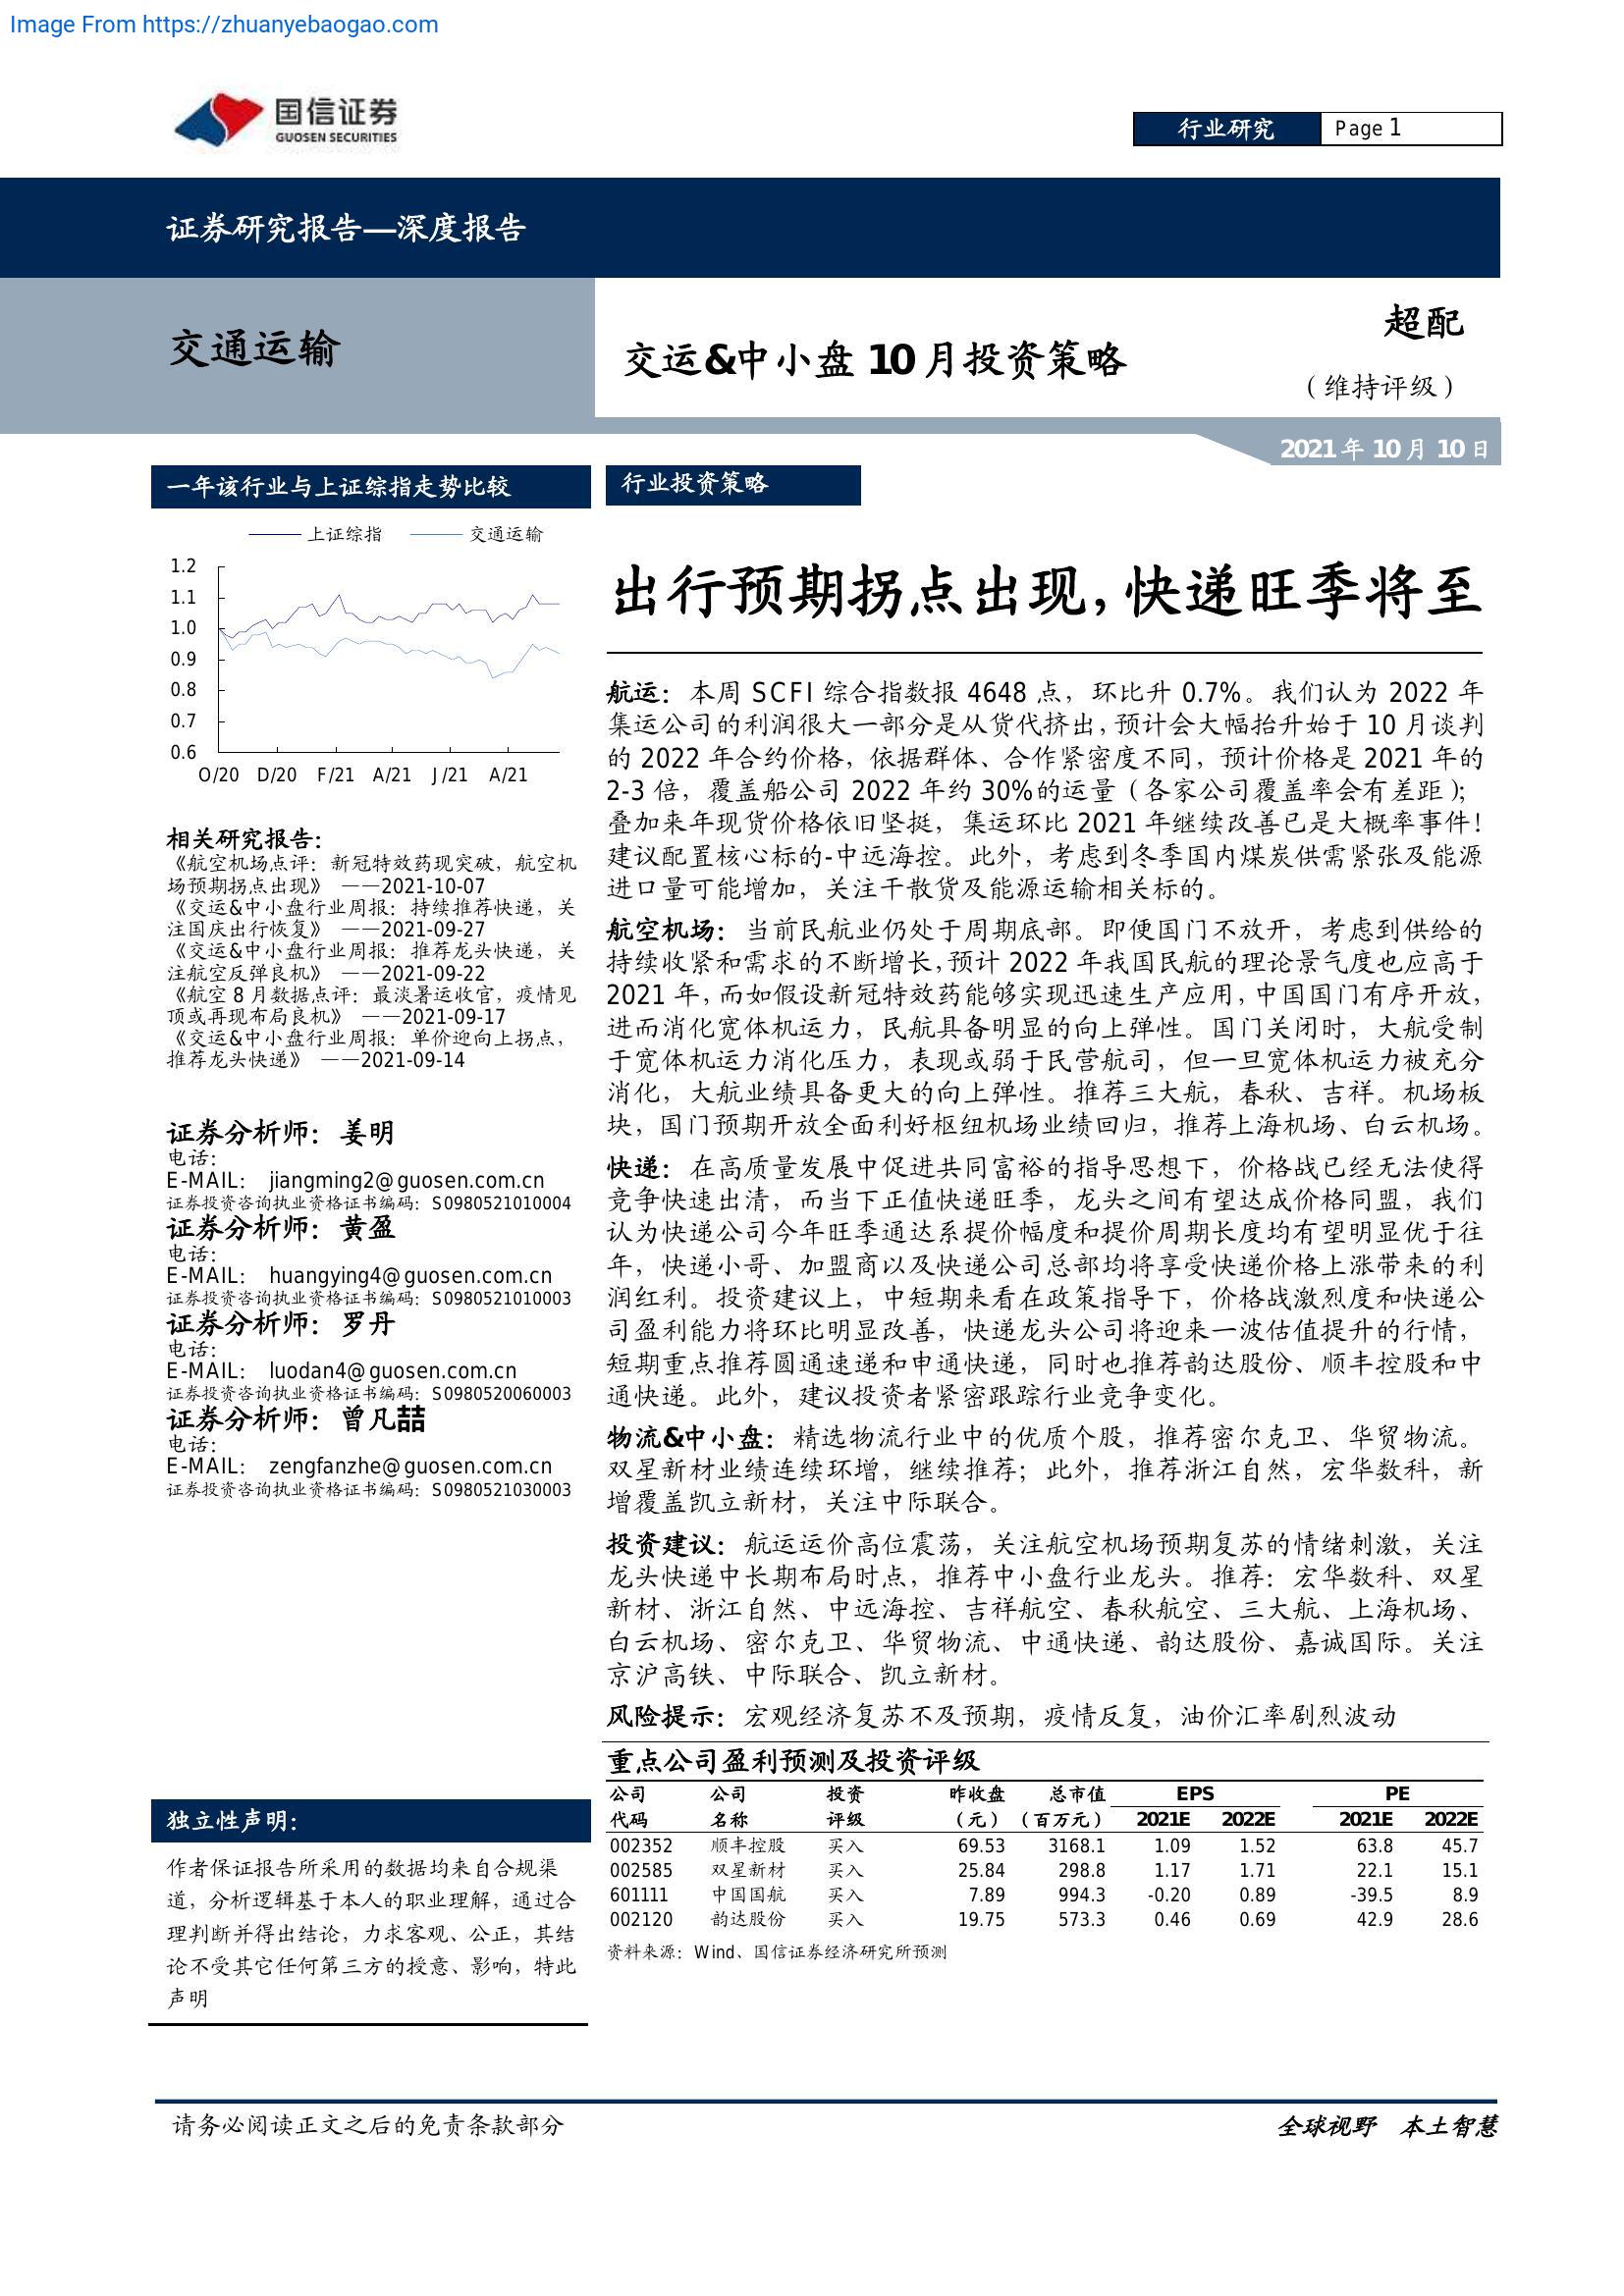 Image From https://zhuanyebaogao.com
国信证券
GUOSEN SECURITIES
行业研究
Page 1
证券研究报告—深度报告
交通运输
交运&中小盘 10 月投资策略
超配
（维持评级）
2021 年 10 月 10 日
一年该行业与上证综指走势比较
上证综指 交通运输
1.2
1.1
1.0
0.9
0.8
0.7
0.6
O/20 D/20 F/21 A/21 J/21 A/21
相关研究报告：
《航空机场点评：新冠特效药现突破，航空机
场预期拐点出现》 ——2021-10-07
《交运&中小盘行业周报：持续推荐快递，关
注国庆出行恢复》 ——2021-09-27
《交运&中小盘行业周报：推荐龙头快递，关
注航空反弹良机》 ——2021-09-22
《航空 8 月数据点评：最淡暑运收官，疫情见
顶或再现布局良机》 ——2021-09-17
《交运&中小盘行业周报：单价迎向上拐点，
推荐龙头快递》 ——2021-09-14
证券分析师：姜明
电话：
E-MAIL： jiangming2@guosen.com.cn
证券投资咨询执业资格证书编码：S0980521010004
证券分析师：黄盈
电话：
E-MAIL： huangying4@guosen.com.cn
证券投资咨询执业资格证书编码：S0980521010003
证券分析师：罗丹
电话：
E-MAIL： luodan4@guosen.com.cn
证券投资咨询执业资格证书编码：S0980520060003
证券分析师：曾凡喆
电话：
E-MAIL： zengfanzhe@guosen.com.cn
证券投资咨询执业资格证书编码：S0980521030003
独立性声明：
作者保证报告所采用的数据均来自合规渠
道，分析逻辑基于本人的职业理解，通过合
理判断并得出结论，力求客观、公正，其结
论不受其它任何第三方的授意、影响，特此
声明
行业投资策略
出行预期拐点出现，快递旺季将至
航运：本周 SCFI 综合指数报 4648 点，环比升 0.7%。我们认为 2022 年
集运公司的利润很大一部分是从货代挤出，预计会大幅抬升始于 10 月谈判
的 2022 年合约价格，依据群体、合作紧密度不同，预计价格是 2021 年的
2-3 倍，覆盖船公司 2022 年约 30%的运量（各家公司覆盖率会有差距）；
叠加来年现货价格依旧坚挺，集运环比 2021 年继续改善已是大概率事件！
建议配置核心标的-中远海控。此外，考虑到冬季国内煤炭供需紧张及能源
进口量可能增加，关注干散货及能源运输相关标的。
航空机场：当前民航业仍处于周期底部。即便国门不放开，考虑到供给的
持续收紧和需求的不断增长，预计 2022 年我国民航的理论景气度也应高于
2021 年，而如假设新冠特效药能够实现迅速生产应用，中国国门有序开放，
进而消化宽体机运力，民航具备明显的向上弹性。国门关闭时，大航受制
于宽体机运力消化压力，表现或弱于民营航司，但一旦宽体机运力被充分
消化，大航业绩具备更大的向上弹性。推荐三大航，春秋、吉祥。机场板
块，国门预期开放全面利好枢纽机场业绩回归，推荐上海机场、白云机场。
快递：在高质量发展中促进共同富裕的指导思想下，价格战已经无法使得
竞争快速出清，而当下正值快递旺季，龙头之间有望达成价格同盟，我们
认为快递公司今年旺季通达系提价幅度和提价周期长度均有望明显优于往
年，快递小哥、加盟商以及快递公司总部均将享受快递价格上涨带来的利
润红利。投资建议上，中短期来看在政策指导下，价格战激烈度和快递公
司盈利能力将环比明显改善，快递龙头公司将迎来一波估值提升的行情，
短期重点推荐圆通速递和申通快递，同时也推荐韵达股份、顺丰控股和中
通快递。此外，建议投资者紧密跟踪行业竞争变化。
物流&中小盘：精选物流行业中的优质个股，推荐密尔克卫、华贸物流。
双星新材业绩连续环增，继续推荐；此外，推荐浙江自然，宏华数科，新
增覆盖凯立新材，关注中际联合。
投资建议：航运运价高位震荡，关注航空机场预期复苏的情绪刺激，关注
龙头快递中长期布局时点，推荐中小盘行业龙头。推荐：宏华数科、双星
新材、浙江自然、中远海控、吉祥航空、春秋航空、三大航、上海机场、
白云机场、密尔克卫、华贸物流、中通快递、韵达股份、嘉诚国际。关注
京沪高铁、中际联合、凯立新材。
风险提示：宏观经济复苏不及预期，疫情反复，油价汇率剧烈波动
重点公司盈利预测及投资评级
公司 公司 投资 昨收盘 总市值 EPS PE
代码 名称 评级 （元） （百万元） 2021E 2022E 2021E 2022E
002352 顺丰控股 买入 69.53 3168.1 1.09 1.52 63.8 45.7
002585 双星新材 买入 25.84 298.8 1.17 1.71 22.1 15.1
601111 中国国航 买入 7.89 994.3 -0.20 0.89 -39.5 8.9
002120 韵达股份 买入 19.75 573.3 0.46 0.69 42.9 28.6
资料来源：Wind、国信证券经济研究所预测
请务必阅读正文之后的免责条款部分
全球视野 本土智慧